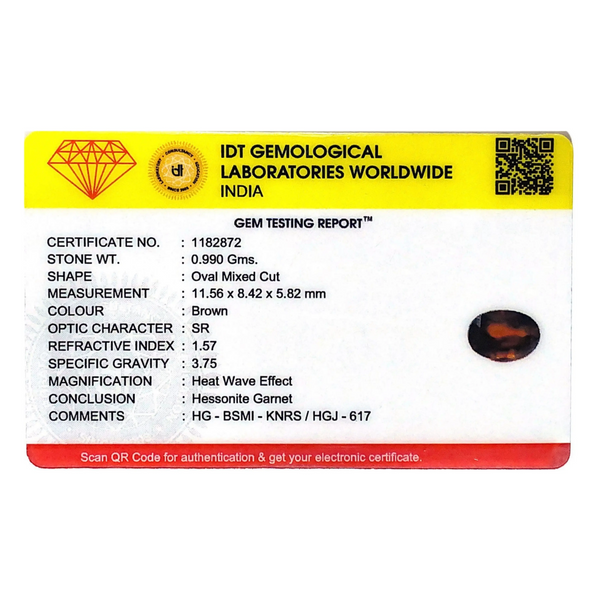 IDT GEMOLOGICAL
LABORATORIES WORLDWIDE
INDIA
GEM TESTING REPORT™
CERTIFICATE NO. : 1182872
STONE WT. : 0.990 Gms.
SHAPE : Oval Mixed Cut
MEASUREMENT : 11.56 x 8.42 x 5.82 mm
COLOUR : Brown
OPTIC CHARACTER : SR
REFRACTIVE INDEX : 1.57
SPECIFIC GRAVITY : 3.75
MAGNIFICATION : Heat Wave Effect
CONCLUSION : Hessonite Garnet
COMMENTS : HG - BSMI - KNRS / HGJ - 617
Scan QR Code for authentication & get your electronic certificate.